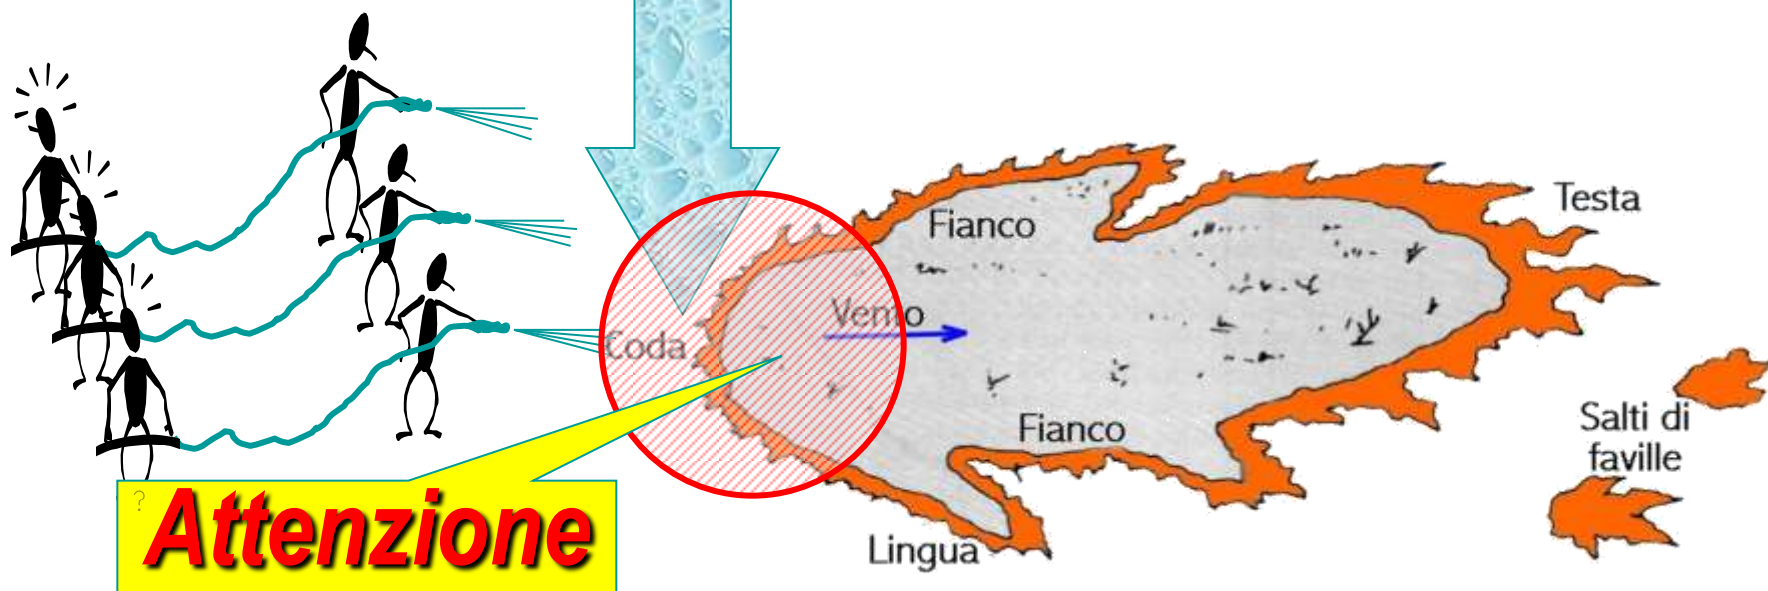 Testa
Fianco
Vento
Coda
Salti di
faville
Fianco
?
Attenzione
Lingua